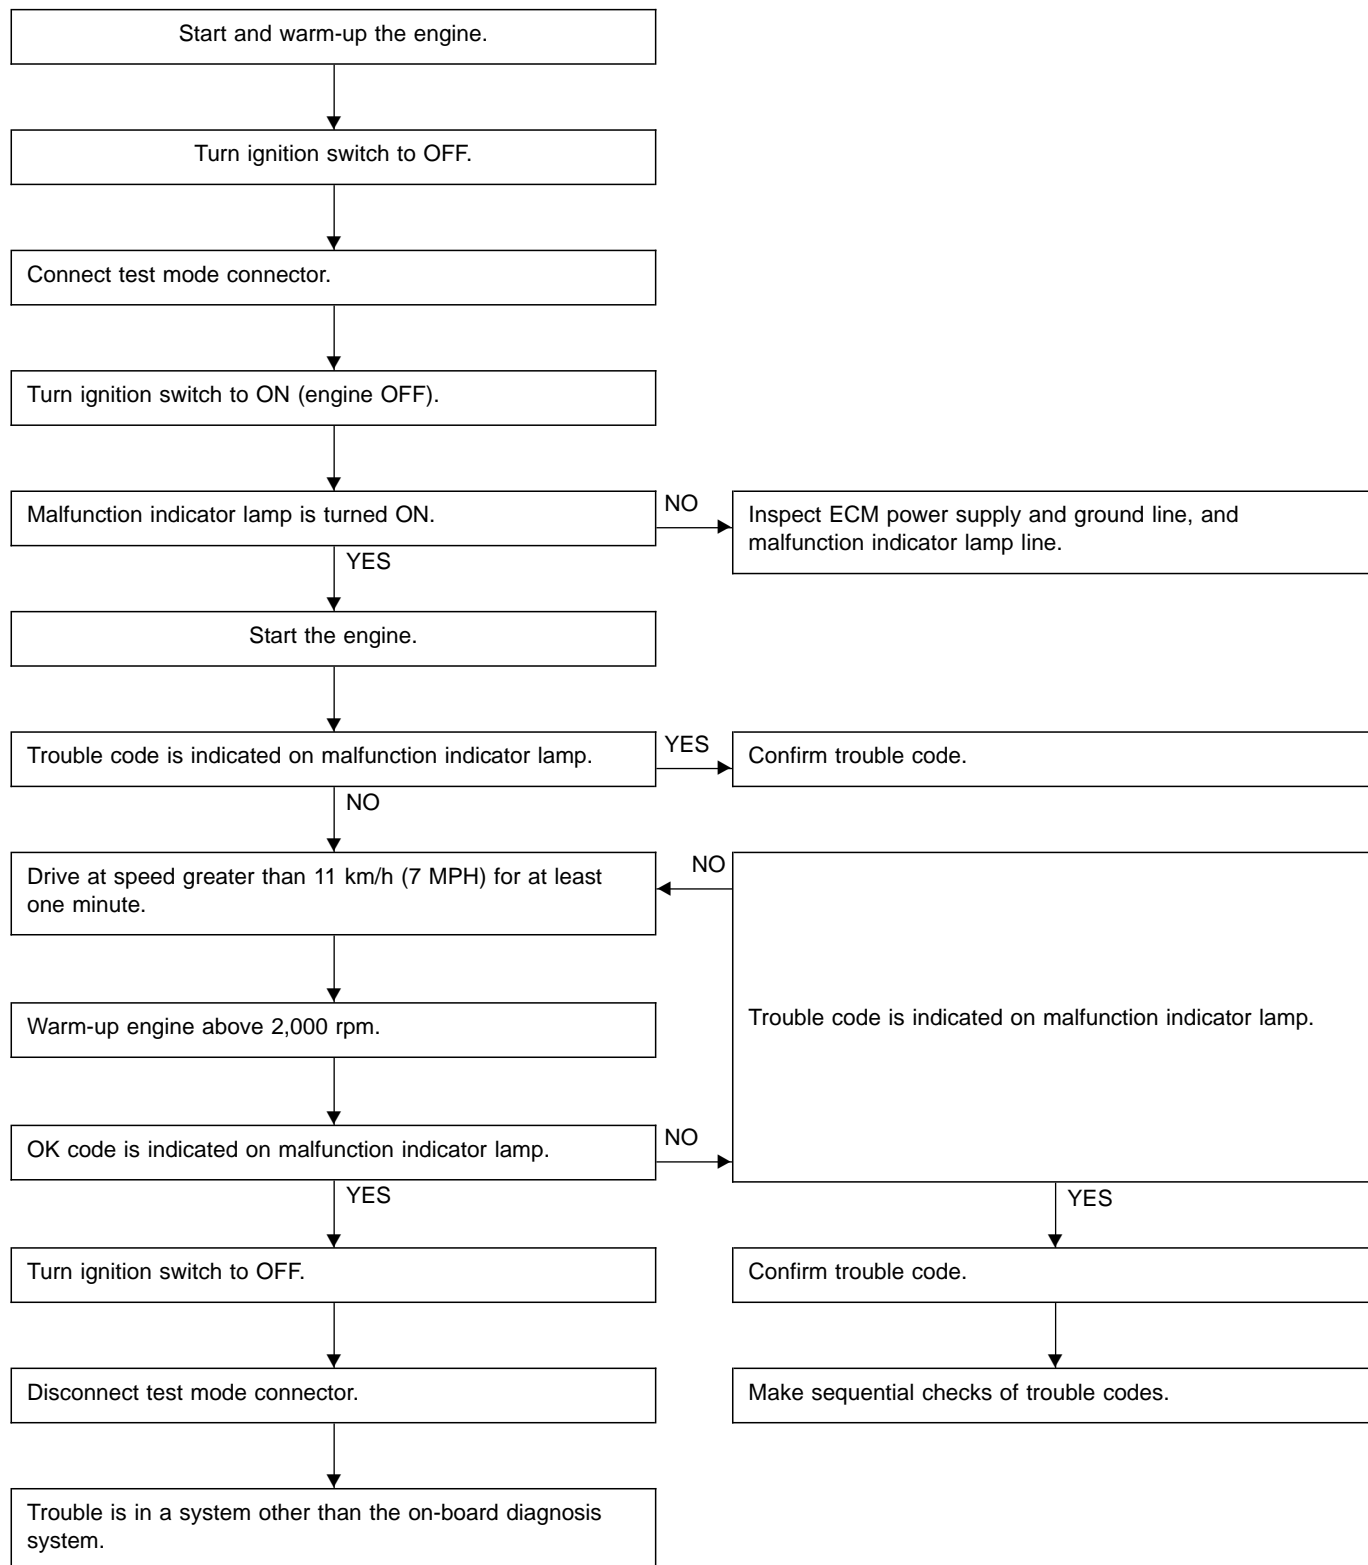 Start and warm-up the engine.
Turn ignition switch to OFF.
Connect test mode connector.
Turn ignition switch to ON (engine OFF).
Malfunction indicator lamp is turned ON.
NO
Inspect ECM power supply and ground line, and
malfunction indicator lamp line.
YES
Start the engine.
Trouble code is indicated on malfunction indicator lamp.
YES
Confirm trouble code.
NO
Drive at speed greater than 11 km/h (7 MPH) for at least
one minute.
NO
Warm-up engine above 2,000 rpm.
Trouble code is indicated on malfunction indicator lamp.
OK code is indicated on malfunction indicator lamp.
NO
YES
YES
Turn ignition switch to OFF.
Confirm trouble code.
Disconnect test mode connector.
Make sequential checks of trouble codes.
Trouble is in a system other than the on-board diagnosis
system.